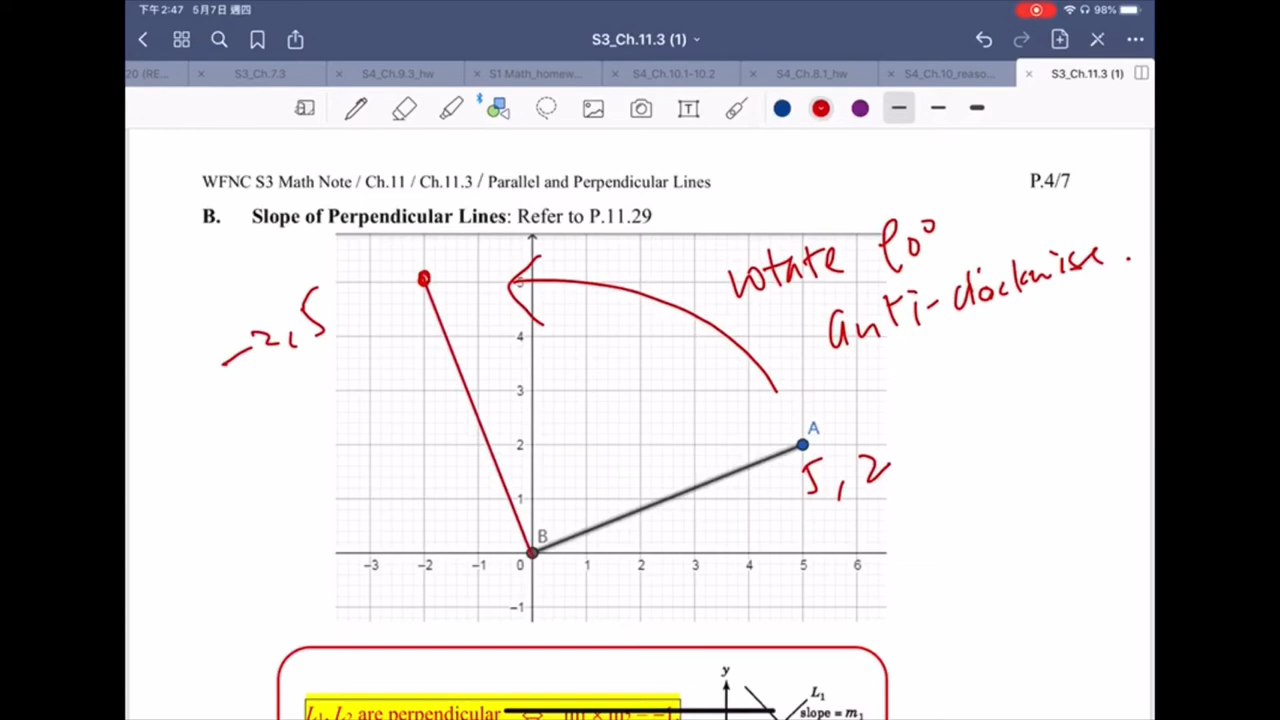 下午2:47 5月7日 週四
98%
S3_Ch.11.3 (1)
20 (RE...
S3_Ch.7.3
S4_Ch.9.3_hw
S1 Math_homew...
S4_Ch.10.1-10.2
S4_Ch.8.1_hw
S4_Ch.10_reaso...
S3_Ch.11.3 (1)
WFNC S3 Math Note / Ch.11 / Ch.11.3 / Parallel and Perpendicular Lines
P.4/7
B. Slope of Perpendicular Lines: Refer to P.11.29
rotate 90°
anti-clockwise.
-2,5
5
4
3
A
2
5, 2
1
B
-3 -2 -1 0 1 2 3 4 5 6
-1
y
L₁
slope = m₁
L₁, L₂ are perpendicular ⇔ m₁ × m₂ = -1.